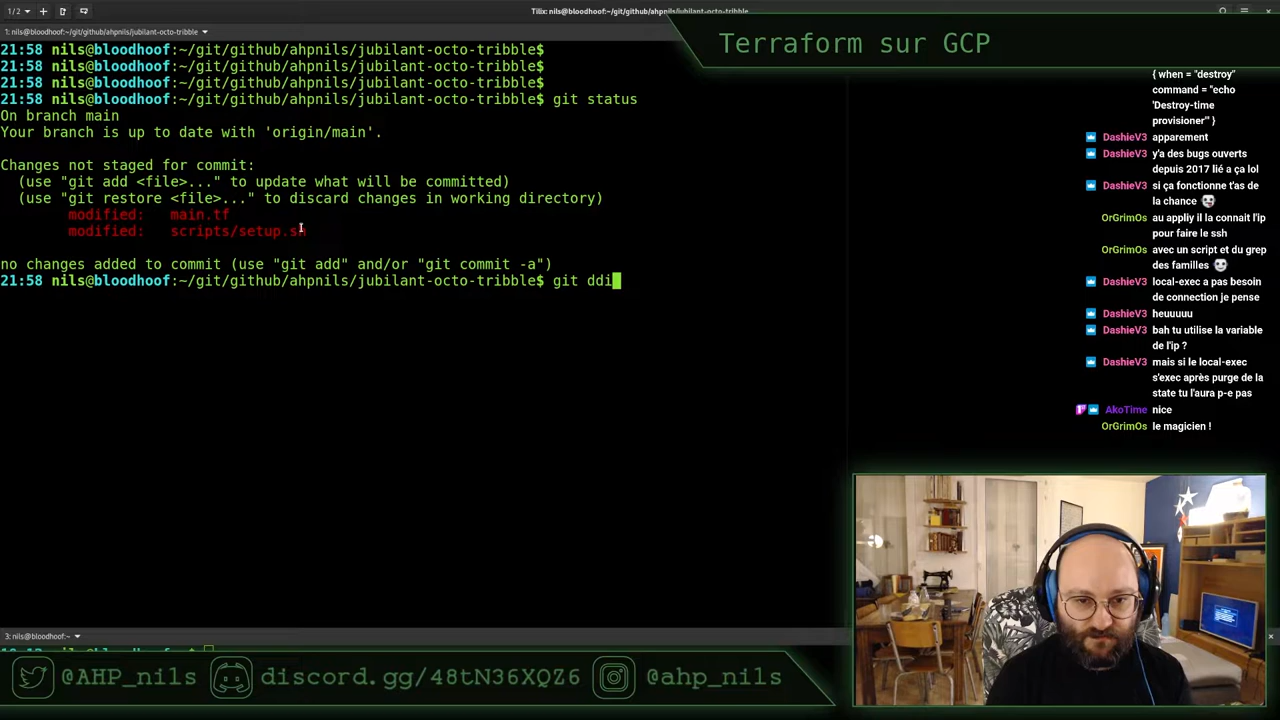 1/2
Tilix: nils@bloodhoof:~/git/github/ahpnils/jubilant-octo-tribble
1: nils@bloodhoof:~/git/github/ahpnils/jubilant-octo-tribble
21:58 nils@bloodhoof:~/git/github/ahpnils/jubilant-octo-tribble$
21:58 nils@bloodhoof:~/git/github/ahpnils/jubilant-octo-tribble$
21:58 nils@bloodhoof:~/git/github/ahpnils/jubilant-octo-tribble$
21:58 nils@bloodhoof:~/git/github/ahpnils/jubilant-octo-tribble$ git status
On branch main
Your branch is up to date with 'origin/main'.
Changes not staged for commit:
(use "git add <file>..." to update what will be committed)
(use "git restore <file>..." to discard changes in working directory)
modified: main.tf
modified: scripts/setup.sh
no changes added to commit (use "git add" and/or "git commit -a")
21:58 nils@bloodhoof:~/git/github/ahpnils/jubilant-octo-tribble$ git ddi
3: nils@bloodhoof:~
Terraform sur GCP
{ when = "destroy"
command = "echo
'Destroy-time
provisioner'" }
DashieV3 apparement
DashieV3 y'a des bugs ouverts
depuis 2017 lié a ça lol
DashieV3 si ça fonctionne t'as de
la chance
OrGrimOs au appliy il la connait l'ip
pour faire le ssh
OrGrimOs avec un script et du grep
des familles
DashieV3 local-exec a pas besoin
de connection je pense
DashieV3 heuuuuu
DashieV3 bah tu utilise la variable
de l'ip ?
DashieV3 mais si le local-exec
s'exec après purge de la
state tu l'aura p-e pas
AkoTime nice
OrGrimOs le magicien !
@AHP_nils
discord.gg/48tN36XQZ6
@ahp_nils